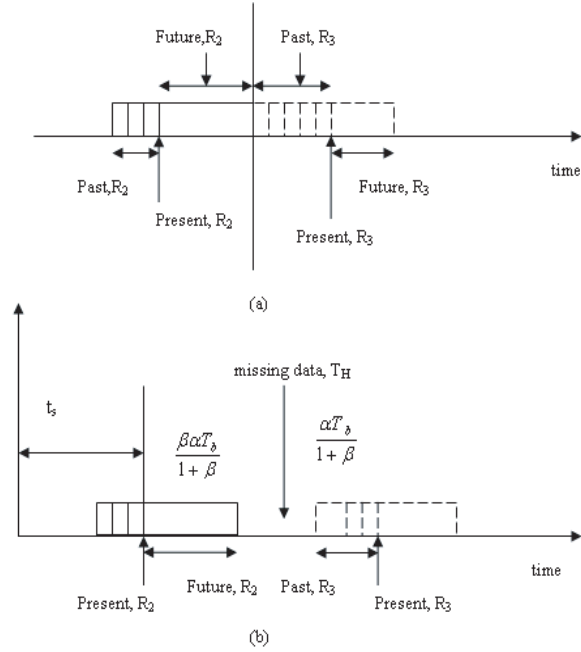 Future,R₂ Past, R₃
time
Past,R₂ Future, R₃
Present, R₂ Present, R₃
(a)
missing data, T_H
t_s
βαT_b / 1 + β αT_b / 1 + β
time
Future, R₂ Past, R₃
Present, R₂ Present, R₃
(b)